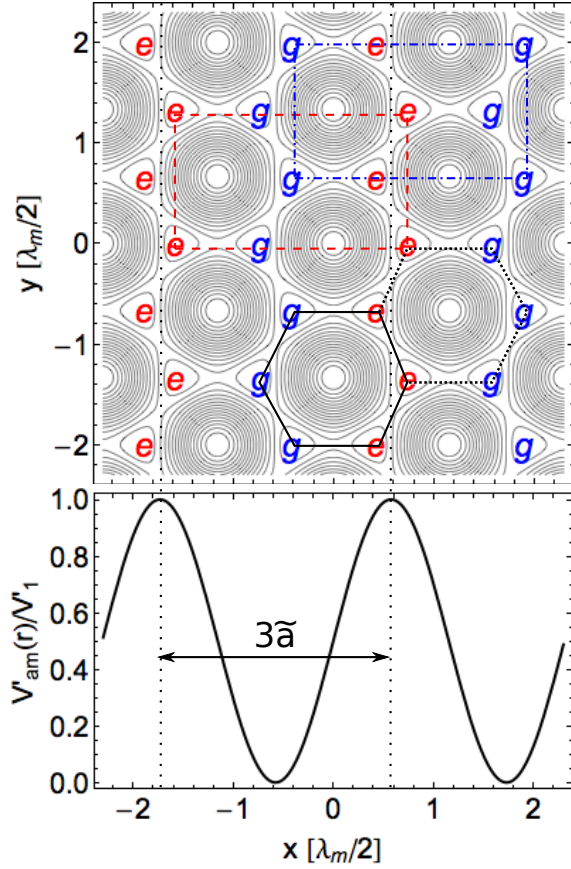 2 e g e g
e g e g
1
e g e g
y [λm/2]
0 e g e g
e g e g
−1
e g e g
−2 e g e g
1.0
0.8
0.6
3ã
V'am(r)/V'1
0.4
0.2
0.0
−2 −1 0 1 2
x [λm/2]